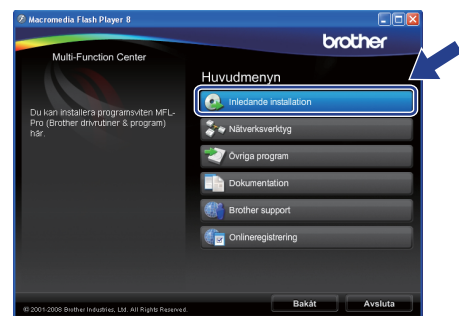 Macromedia Flash Player 8
brother
Multi-Function Center
Huvudmenyn
Du kan installera programsviten MFL-
Pro (Brother drivrutiner & program)
här.
Inledande installation
Nätverksverktyg
Övriga program
Dokumentation
Brother support
Onlineregistrering
© 2001-2008 Brother Industries, Ltd. All Rights Reserved.
Bakåt
Avsluta